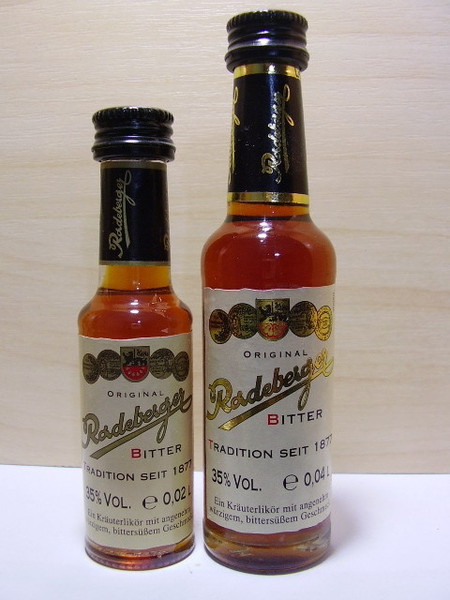 Radeberger
ORIGINAL
Radeberger
BITTER
TRADITION SEIT 1877
35% VOL. ℮ 0,02 L
Ein Kräuterlikör mit angenehm
würzigem, bittersüßem Geschmack
Radeberger
ORIGINAL
Radeberger
BITTER
TRADITION SEIT 1877
35% VOL. ℮ 0,04 L
Ein Kräuterlikör mit angenehm
würzigem, bittersüßem Geschmack